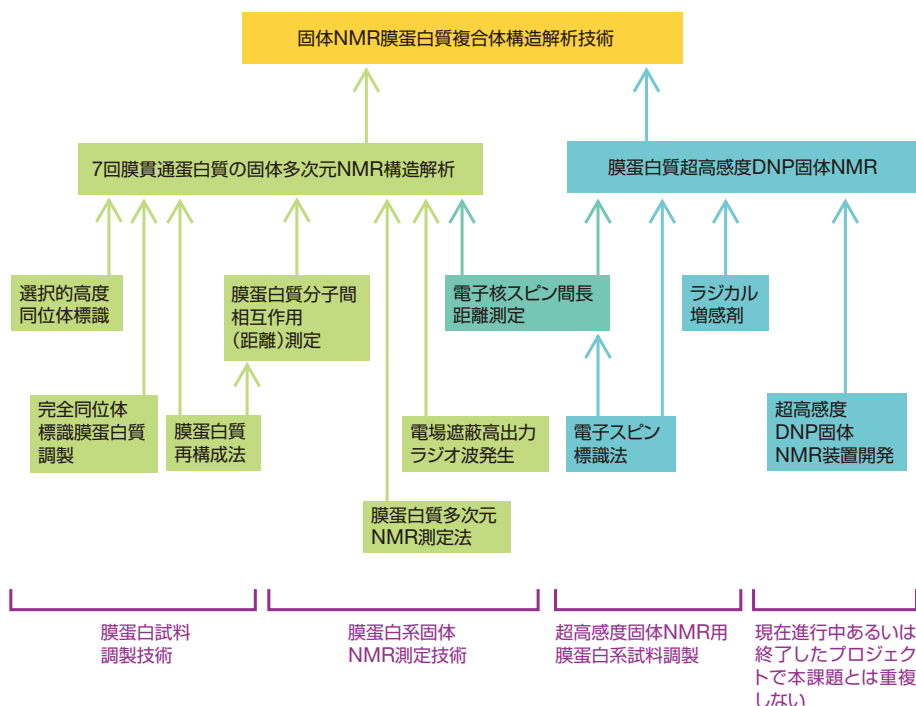 固体NMR膜蛋白質複合体構造解析技術
7回膜貫通蛋白質の固体多次元NMR構造解析
膜蛋白質超高感度DNP固体NMR
選択的高度
同位体標識
膜蛋白質分子間
相互作用
(距離)測定
電子核スピン間長
距離測定
ラジカル
増感剤
完全同位体
標識膜蛋白質
調製
膜蛋白質
再構成法
電場遮蔽高出力
ラジオ波発生
電子スピン
標識法
超高感度
DNP固体
NMR装置開発
膜蛋白質多次元
NMR測定法
膜蛋白試料
調製技術
膜蛋白系固体
NMR測定技術
超高感度固体NMR用
膜蛋白系試料調製
現在進行中あるいは
終了したプロジェク
トで本課題とは重複
しない